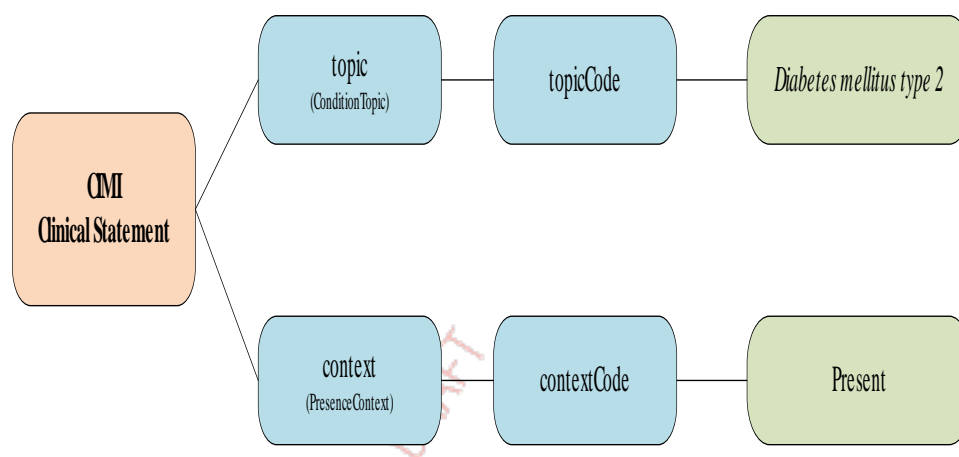 topic
(ConditionTopic)
topicCode
Diabetes mellitus type 2
CIMI
Clinical Statement
context
(PresenceContext)
contextCode
Present